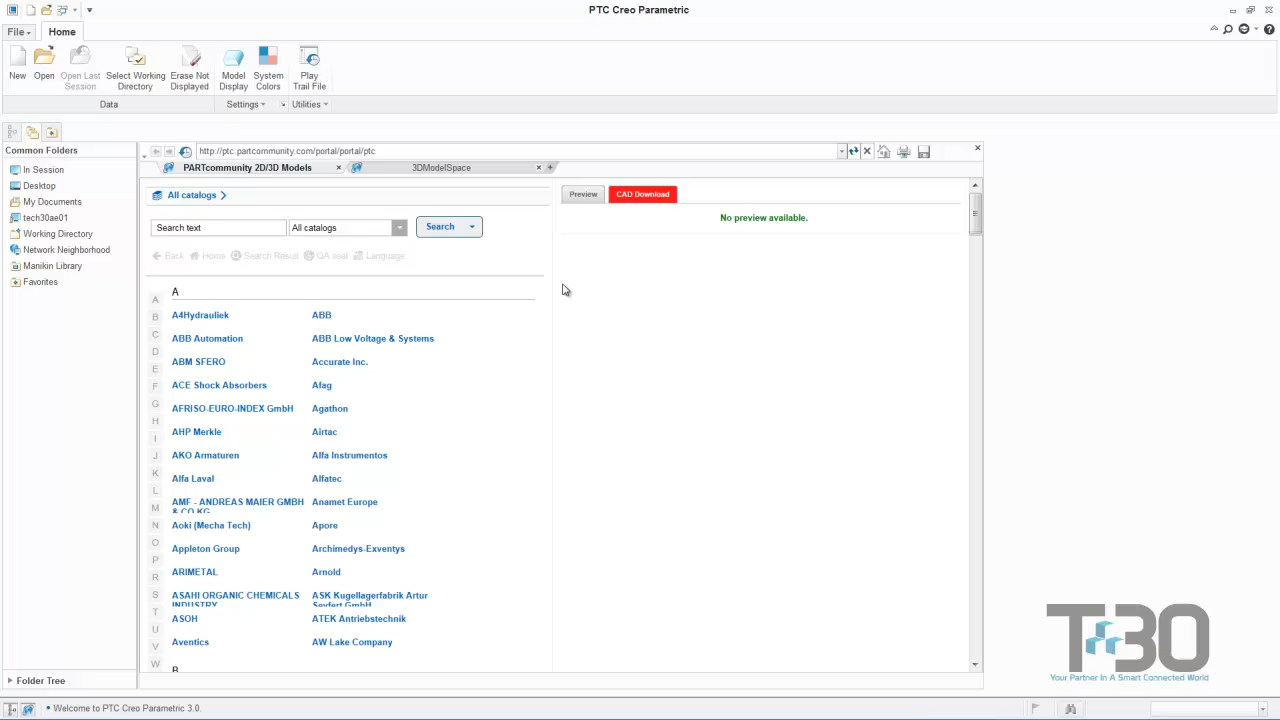 PTC Creo Parametric
File
Home
New
Open
Open Last
Session
Select Working
Directory
Erase Not
Displayed
Model
Display
System
Colors
Play
Trail File
Data
Settings
Utilities
Common Folders
In Session
Desktop
My Documents
tech30ae01
Working Directory
Network Neighborhood
Manikin Library
Favorites
Folder Tree
http://ptc.partcommunity.com/portal/portal/ptc
PARTcommunity 2D/3D Models
3DModelSpace
All catalogs
Search text
All catalogs
Search
Back
Home
Search Result
QA seal
Language
A
B
C
D
E
F
G
H
I
J
K
L
M
N
O
P
R
S
T
U
V
W
A
A4Hydrauliek ABB
ABB Automation ABB Low Voltage & Systems
ABM SFERO Accurate Inc.
ACE Shock Absorbers Afag
AFRISO-EURO-INDEX GmbH Agathon
AHP Merkle Airtac
AKO Armaturen Alfa Instrumentos
Alfa Laval Alfatec
AMF - ANDREAS MAIER GMBH Anamet Europe
& CO KG
Aoki (Mecha Tech) Apore
Appleton Group Archimedys-Exventys
ARIMETAL Arnold
ASAHI ORGANIC CHEMICALS ASK Kugellagerfabrik Artur
INDUSTRY Seyfert GmbH
ASOH ATEK Antriebstechnik
Aventics AW Lake Company
B
Preview
CAD Download
No preview available.
T30
Your Partner In A Smart Connected World
Welcome to PTC Creo Parametric 3.0.